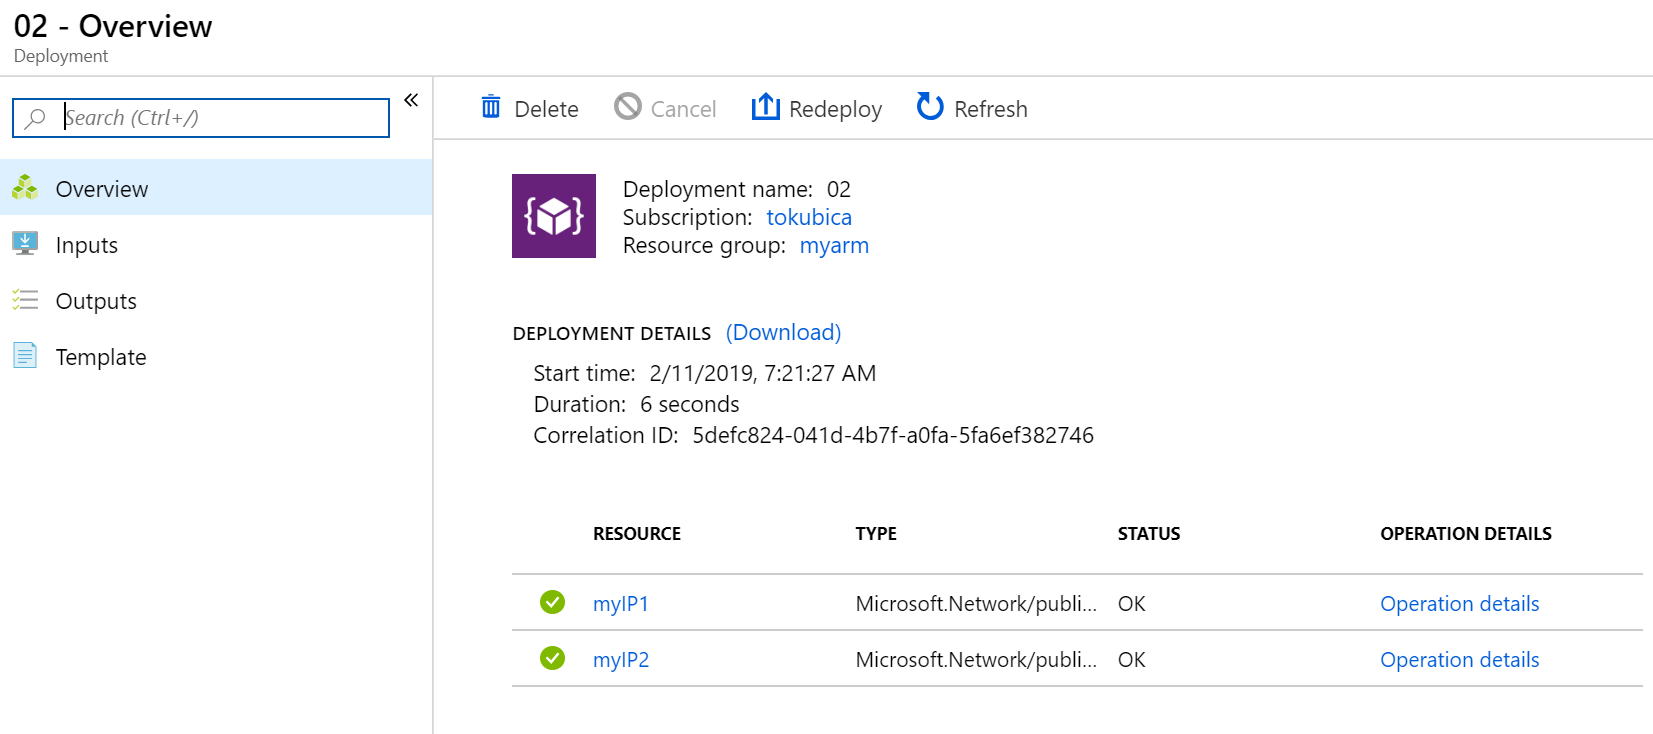 02 - Overview
Deployment
Search (Ctrl+/)
«
Overview
Inputs
Outputs
Template
Delete Cancel Redeploy Refresh
Deployment name: 02
Subscription: tokubica
Resource group: myarm
DEPLOYMENT DETAILS (Download)
Start time: 2/11/2019, 7:21:27 AM
Duration: 6 seconds
Correlation ID: 5defc824-041d-4b7f-a0fa-5fa6ef382746
RESOURCE TYPE STATUS OPERATION DETAILS
myIP1 Microsoft.Network/publi... OK Operation details
myIP2 Microsoft.Network/publi... OK Operation details